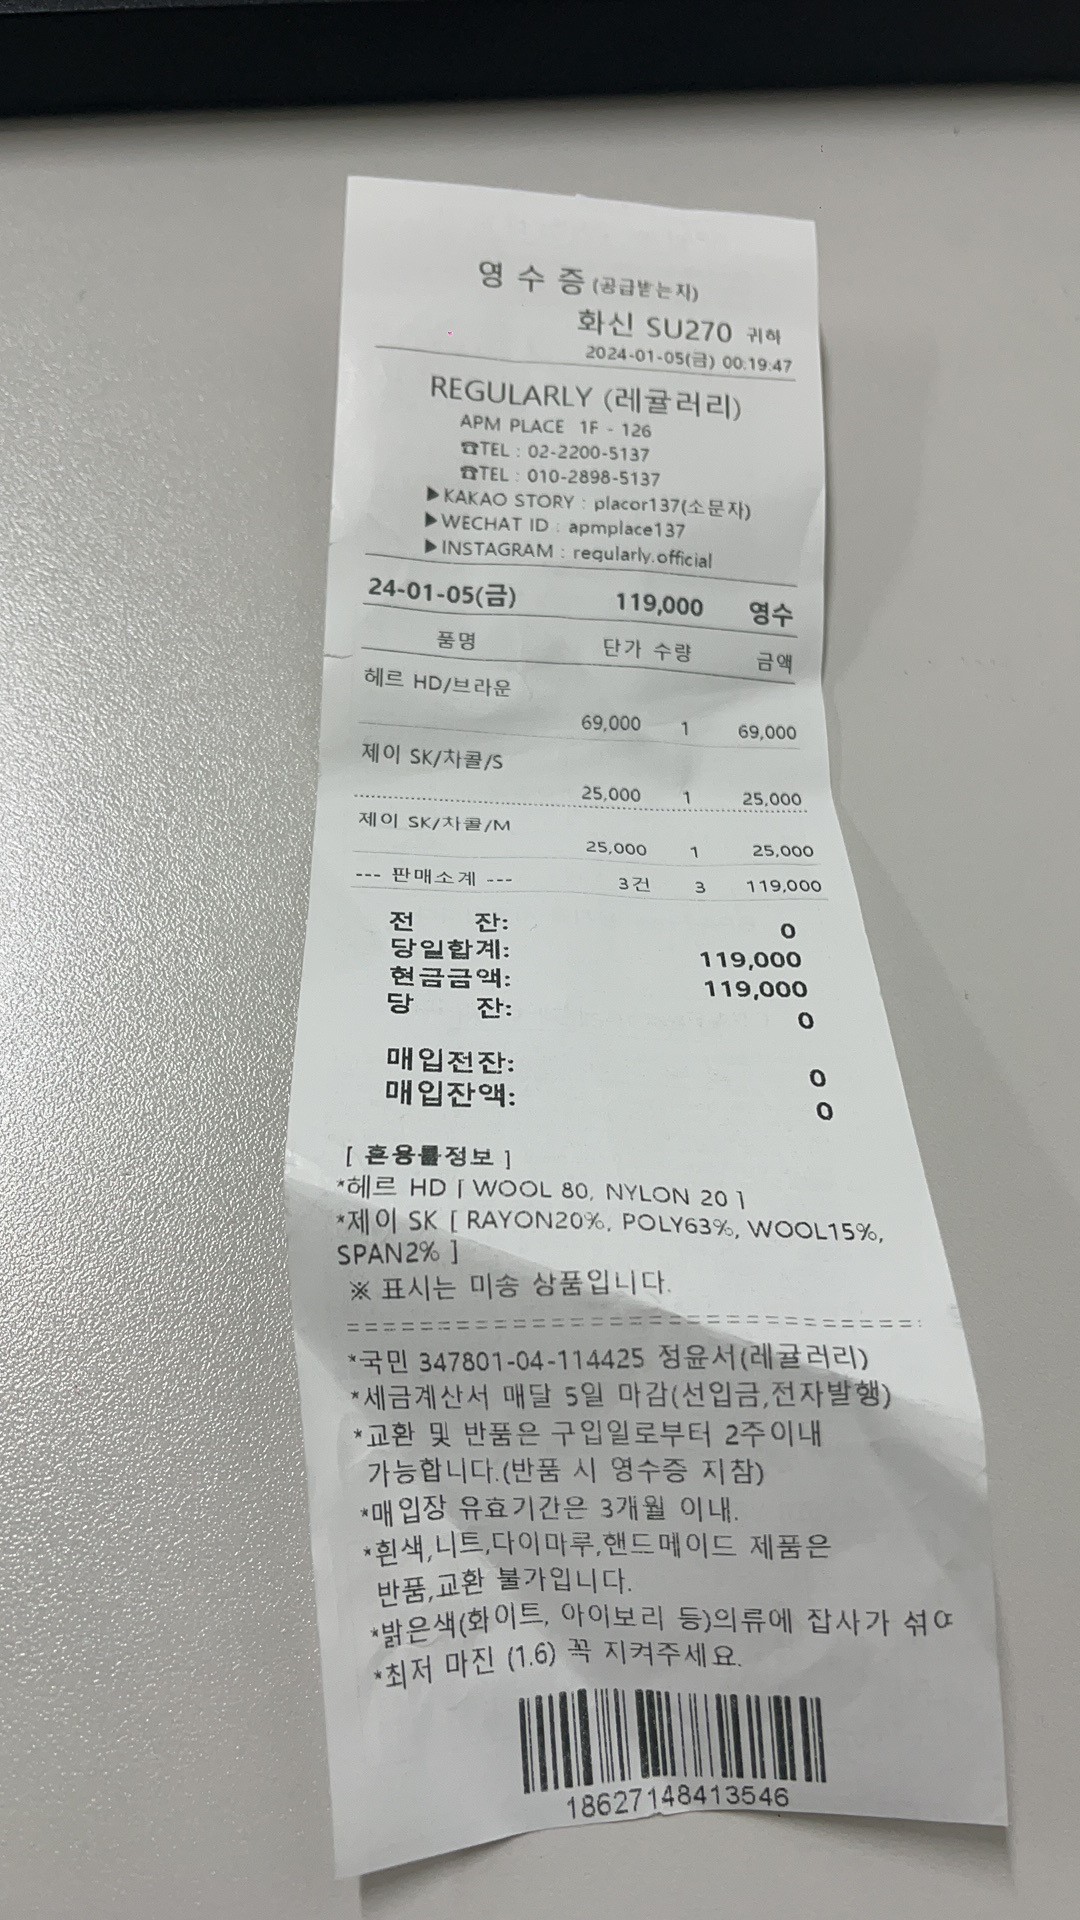 영 수 증 (공급받는지)
화신 SU270 귀하
2024-01-05(금) 00:19:47
REGULARLY (레귤러리)
APM PLACE 1F - 126
☎TEL : 02-2200-5137
☎TEL : 010-2898-5137
▶KAKAO STORY : placor137(소문자)
▶WECHAT ID : apmplace137
▶INSTAGRAM : regularly.official
24-01-05(금) 119,000 영수
품명 단가 수량 금액
헤르 HD/브라운
69,000 1 69,000
제이 SK/차콜/S
25,000 1 25,000
제이 SK/차콜/M
25,000 1 25,000
--- 판매소계 --- 3건 3 119,000
전 잔: 0
당일합계: 119,000
현금금액: 119,000
당 잔: 0
매입전잔: 0
매입잔액: 0
[ 혼용률정보 ]
*헤르 HD [ WOOL 80, NYLON 20 ]
*제이 SK [ RAYON20%, POLY63%, WOOL15%,
SPAN2% ]
※ 표시는 미송 상품입니다.
*국민 347801-04-114425 정윤서(레귤러리)
*세금계산서 매달 5일 마감(선입금,전자발행)
*교환 및 반품은 구입일로부터 2주이내
가능합니다.(반품 시 영수증 지참)
*매입장 유효기간은 3개월 이내.
*흰색,니트,다이마루,핸드메이드 제품은
반품,교환 불가입니다.
*밝은색(화이트, 아이보리 등)의류에 잡사가 섞여
*최저 마진 (1.6) 꼭 지켜주세요.
18627148413546